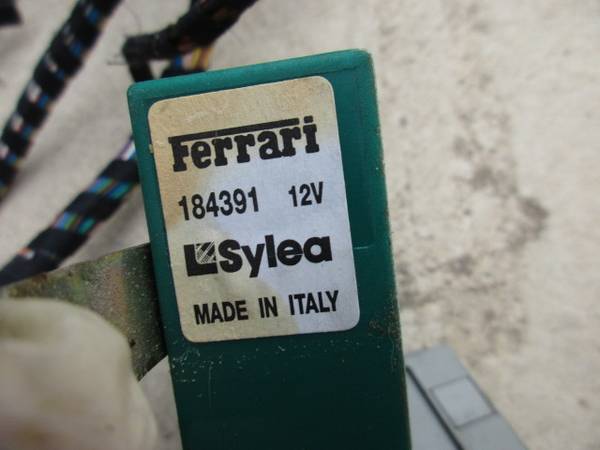 Ferrari
184391 12V
Sylea
MADE IN ITALY